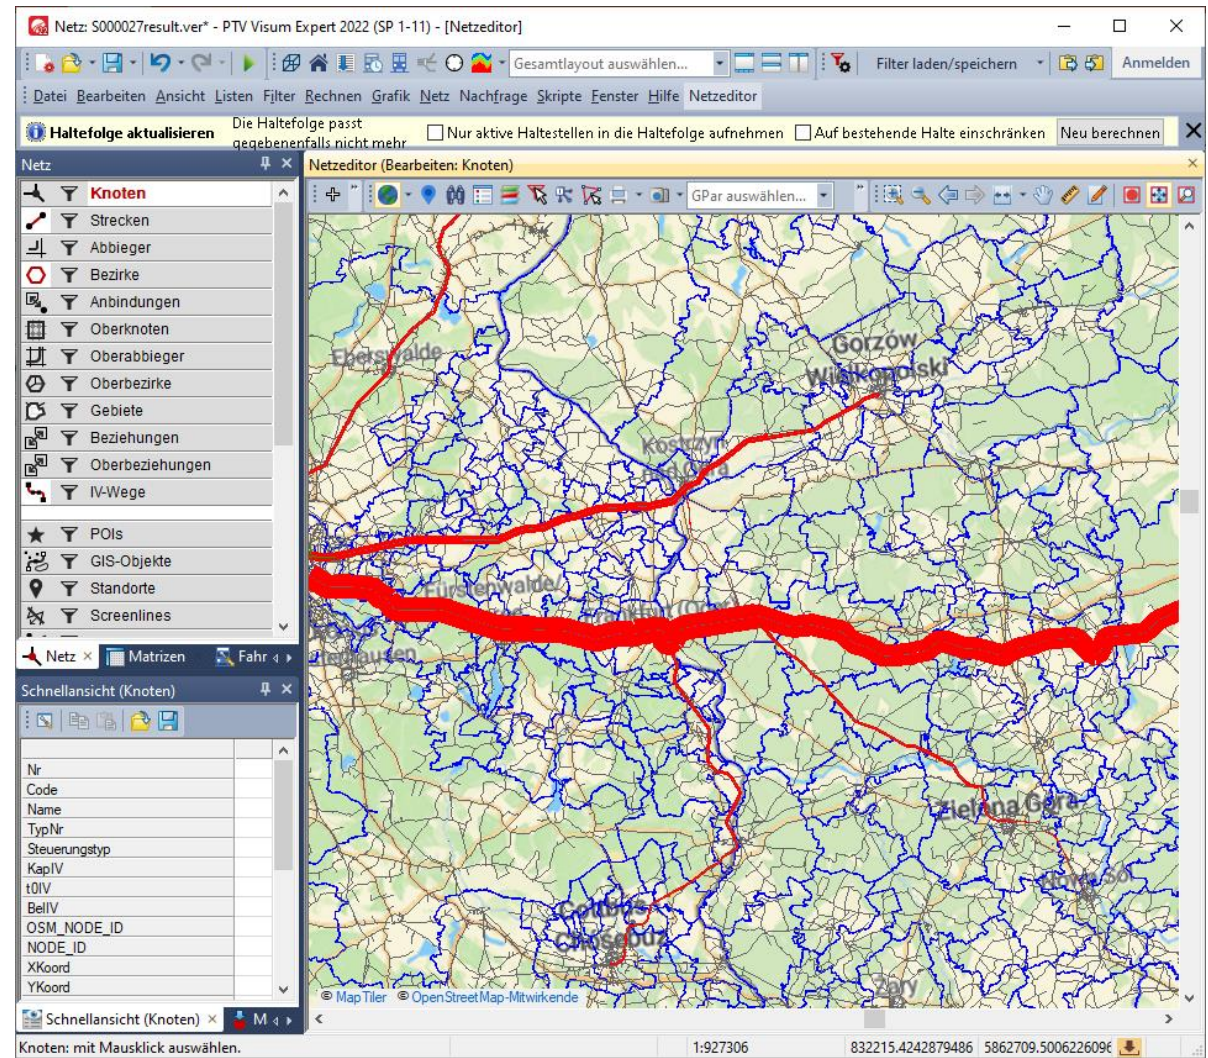 Netz: S000027result.ver* - PTV Visum Expert 2022 (SP 1-11) - [Netzeditor]
Gesamtlayout auswählen...
Filter laden/speichern
Anmelden
Datei Bearbeiten Ansicht Listen Filter Rechnen Grafik Netz Nachfrage Skripte Fenster Hilfe Netzeditor
Haltefolge aktualisieren
Die Haltefolge passt
gegebenenfalls nicht mehr
Nur aktive Haltestellen in die Haltefolge aufnehmen
Auf bestehende Halte einschränken
Neu berechnen
Netz
Knoten
Strecken
Abbieger
Bezirke
Anbindungen
Oberknoten
Oberabbieger
Oberbezirke
Gebiete
Beziehungen
Oberbeziehungen
IV-Wege
POIs
GIS-Objekte
Standorte
Screenlines
Netz
Matrizen
Fahr
Schnellansicht (Knoten)
Nr
Code
Name
TypNr
Steuerungstyp
KapIV
t0IV
BelIV
OSM_NODE_ID
NODE_ID
XKoord
YKoord
Schnellansicht (Knoten)
M
Netzeditor (Bearbeiten: Knoten)
GPar auswählen...
Eberswalde
Gorzów
Wielkopolski
Kostrzyn
nad Odrą
Fürstenwalde/
Frankfurt (Oder)
Zielona Góra
Nowa Sól
Cottbus
Chóśebuz
Żary
© MapTiler © OpenStreetMap-Mitwirkende
Knoten: mit Mausklick auswählen.
1:927306
832215.4242879486
5862709.5006226096